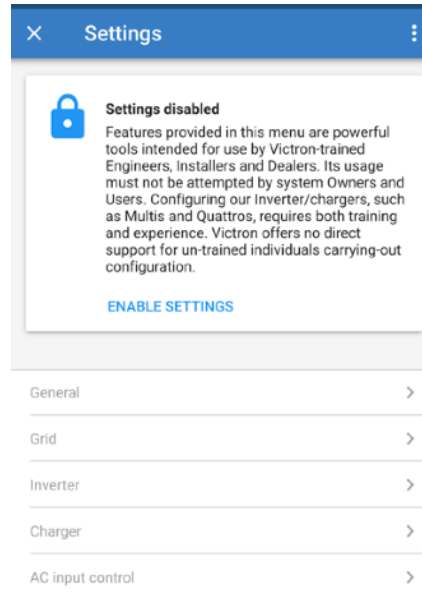 Settings
Settings disabled
Features provided in this menu are powerful
tools intended for use by Victron-trained
Engineers, Installers and Dealers. Its usage
must not be attempted by system Owners and
Users. Configuring our Inverter/chargers, such
as Multis and Quattros, requires both training
and experience. Victron offers no direct
support for un-trained individuals carrying-out
configuration.
ENABLE SETTINGS
General
Grid
Inverter
Charger
AC input control